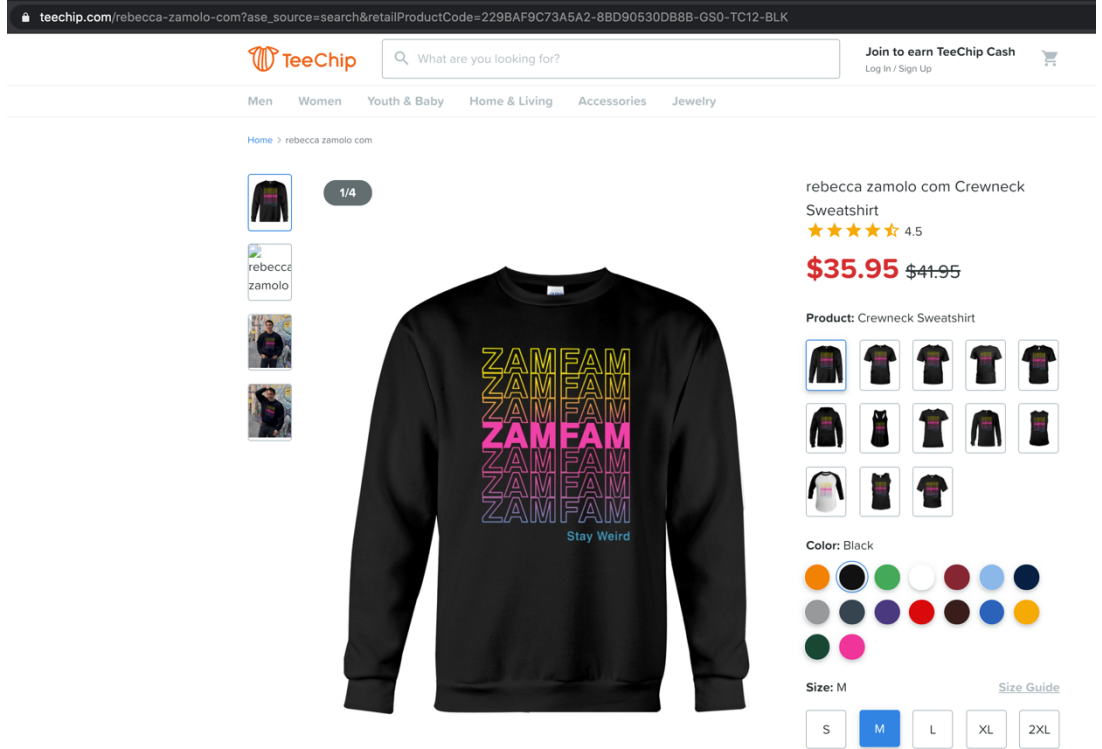 teechip.com/rebecca-zamolo-com?ase_source=search&retailProductCode=229BAF9C73A5A2-8BD90530DB8B-GS0-TC12-BLK
TeeChip
What are you looking for?
Join to earn TeeChip Cash
Log In / Sign Up
Men Women Youth & Baby Home & Living Accessories Jewelry
Home > rebecca zamolo com
1/4
rebecca
zamolo
ZAMFAM
ZAMFAM
ZAMFAM
ZAMFAM
ZAMFAM
ZAMFAM
ZAMFAM
Stay Weird
rebecca zamolo com Crewneck
Sweatshirt
4.5
$35.95 $41.95
Product: Crewneck Sweatshirt
Color: Black
Size: M Size Guide
S M L XL 2XL